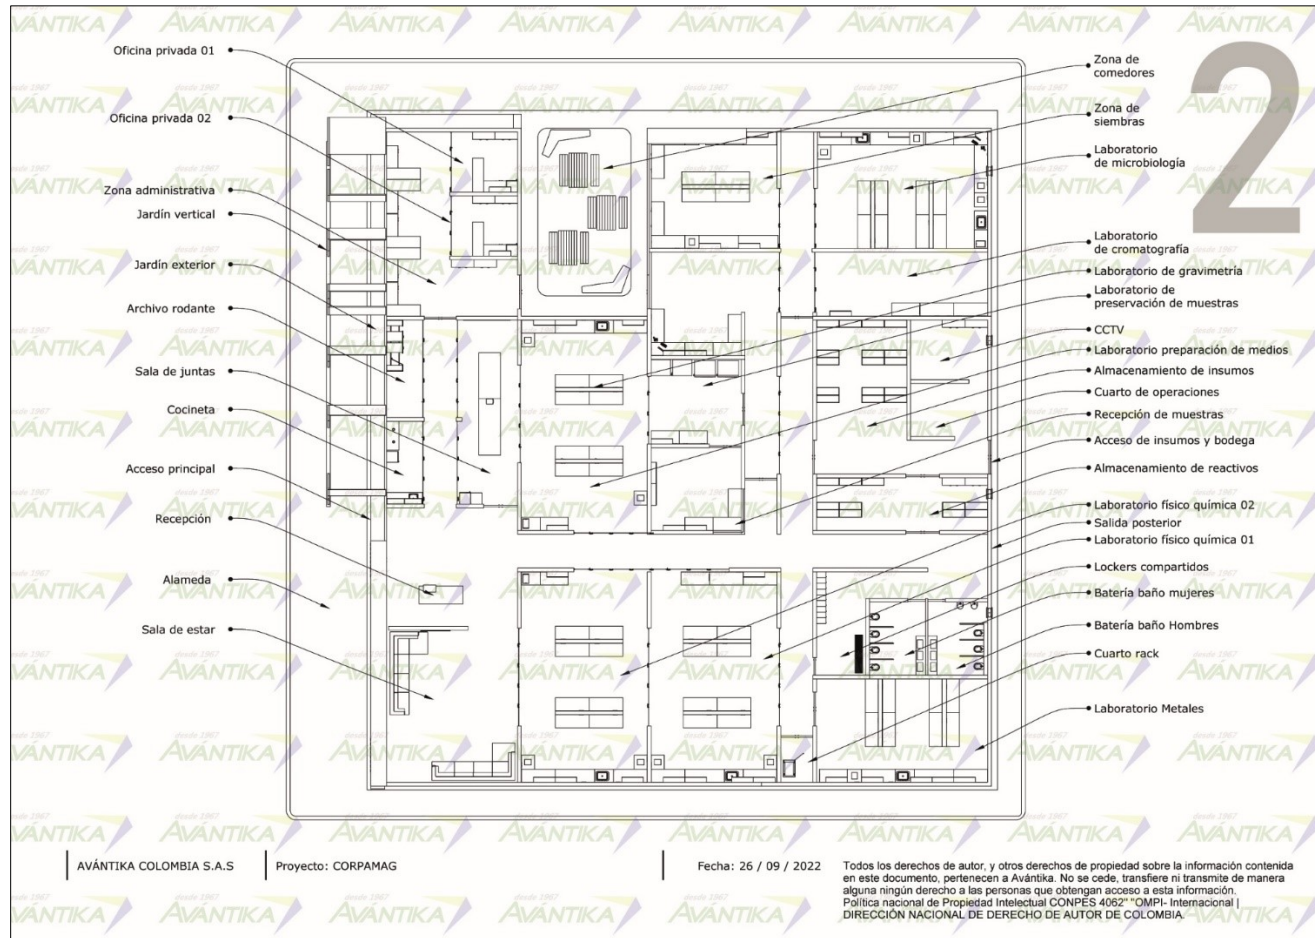 Oficina privada 01
Oficina privada 02
Zona administrativa
Jardín vertical
Jardín exterior
Archivo rodante
Sala de juntas
Cocineta
Acceso principal
Recepción
Alameda
Sala de estar
Zona de
comedores
Zona de
siembras
Laboratorio
de microbiología
Laboratorio
de cromatografía
Laboratorio de gravimetría
Laboratorio de
preservación de muestras
CCTV
Laboratorio preparación de medios
Almacenamiento de insumos
Cuarto de operaciones
Recepción de muestras
Acceso de insumos y bodega
Almacenamiento de reactivos
Laboratorio físico química 02
Salida posterior
Laboratorio físico química 01
Lockers compartidos
Batería baño mujeres
Batería baño Hombres
Cuarto rack
Laboratorio Metales
2
desde 1967
AVÁNTIKA
AVÁNTIKA COLOMBIA S.A.S
Proyecto: CORPAMAG
Fecha: 26 / 09 / 2022
Todos los derechos de autor, y otros derechos de propiedad sobre la información contenida
en este documento, pertenecen a Avántika. No se cede, transfiere ni transmite de manera
alguna ningún derecho a las personas que obtengan acceso a esta información.
Política nacional de Propiedad Intelectual CONPES 4062" "OMPI- Internacional |
DIRECCIÓN NACIONAL DE DERECHO DE AUTOR DE COLOMBIA.